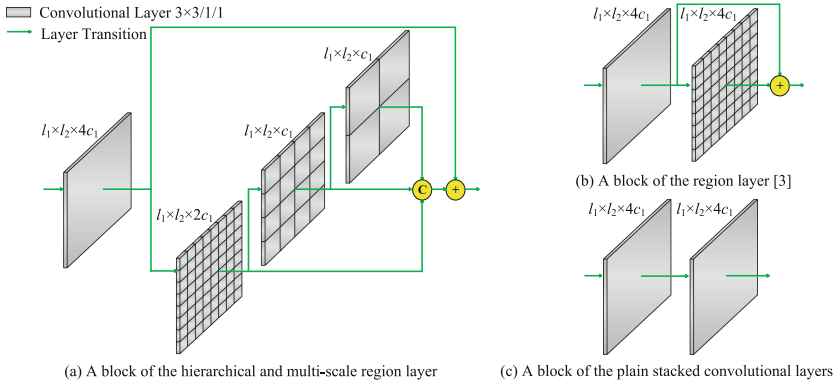 Convolutional Layer 3×3/1/1
Layer Transition
l₁×l₂×4c₁
l₁×l₂×2c₁
l₁×l₂×c₁
l₁×l₂×c₁
C
+
(a) A block of the hierarchical and multi-scale region layer
l₁×l₂×4c₁ l₁×l₂×4c₁
+
(b) A block of the region layer [3]
l₁×l₂×4c₁ l₁×l₂×4c₁
(c) A block of the plain stacked convolutional layers